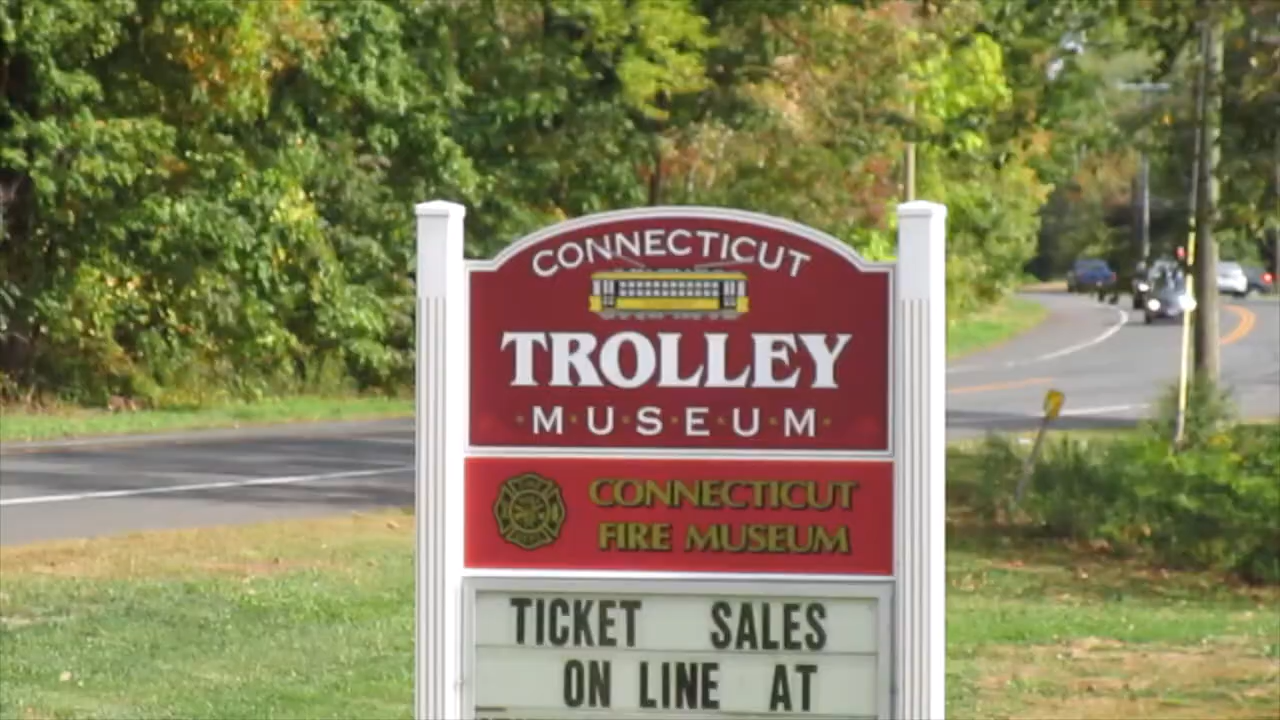 CONNECTICUT
TROLLEY
·M·U·S·E·U·M·
CONNECTICUT
FIRE MUSEUM
TICKET SALES
ON LINE AT